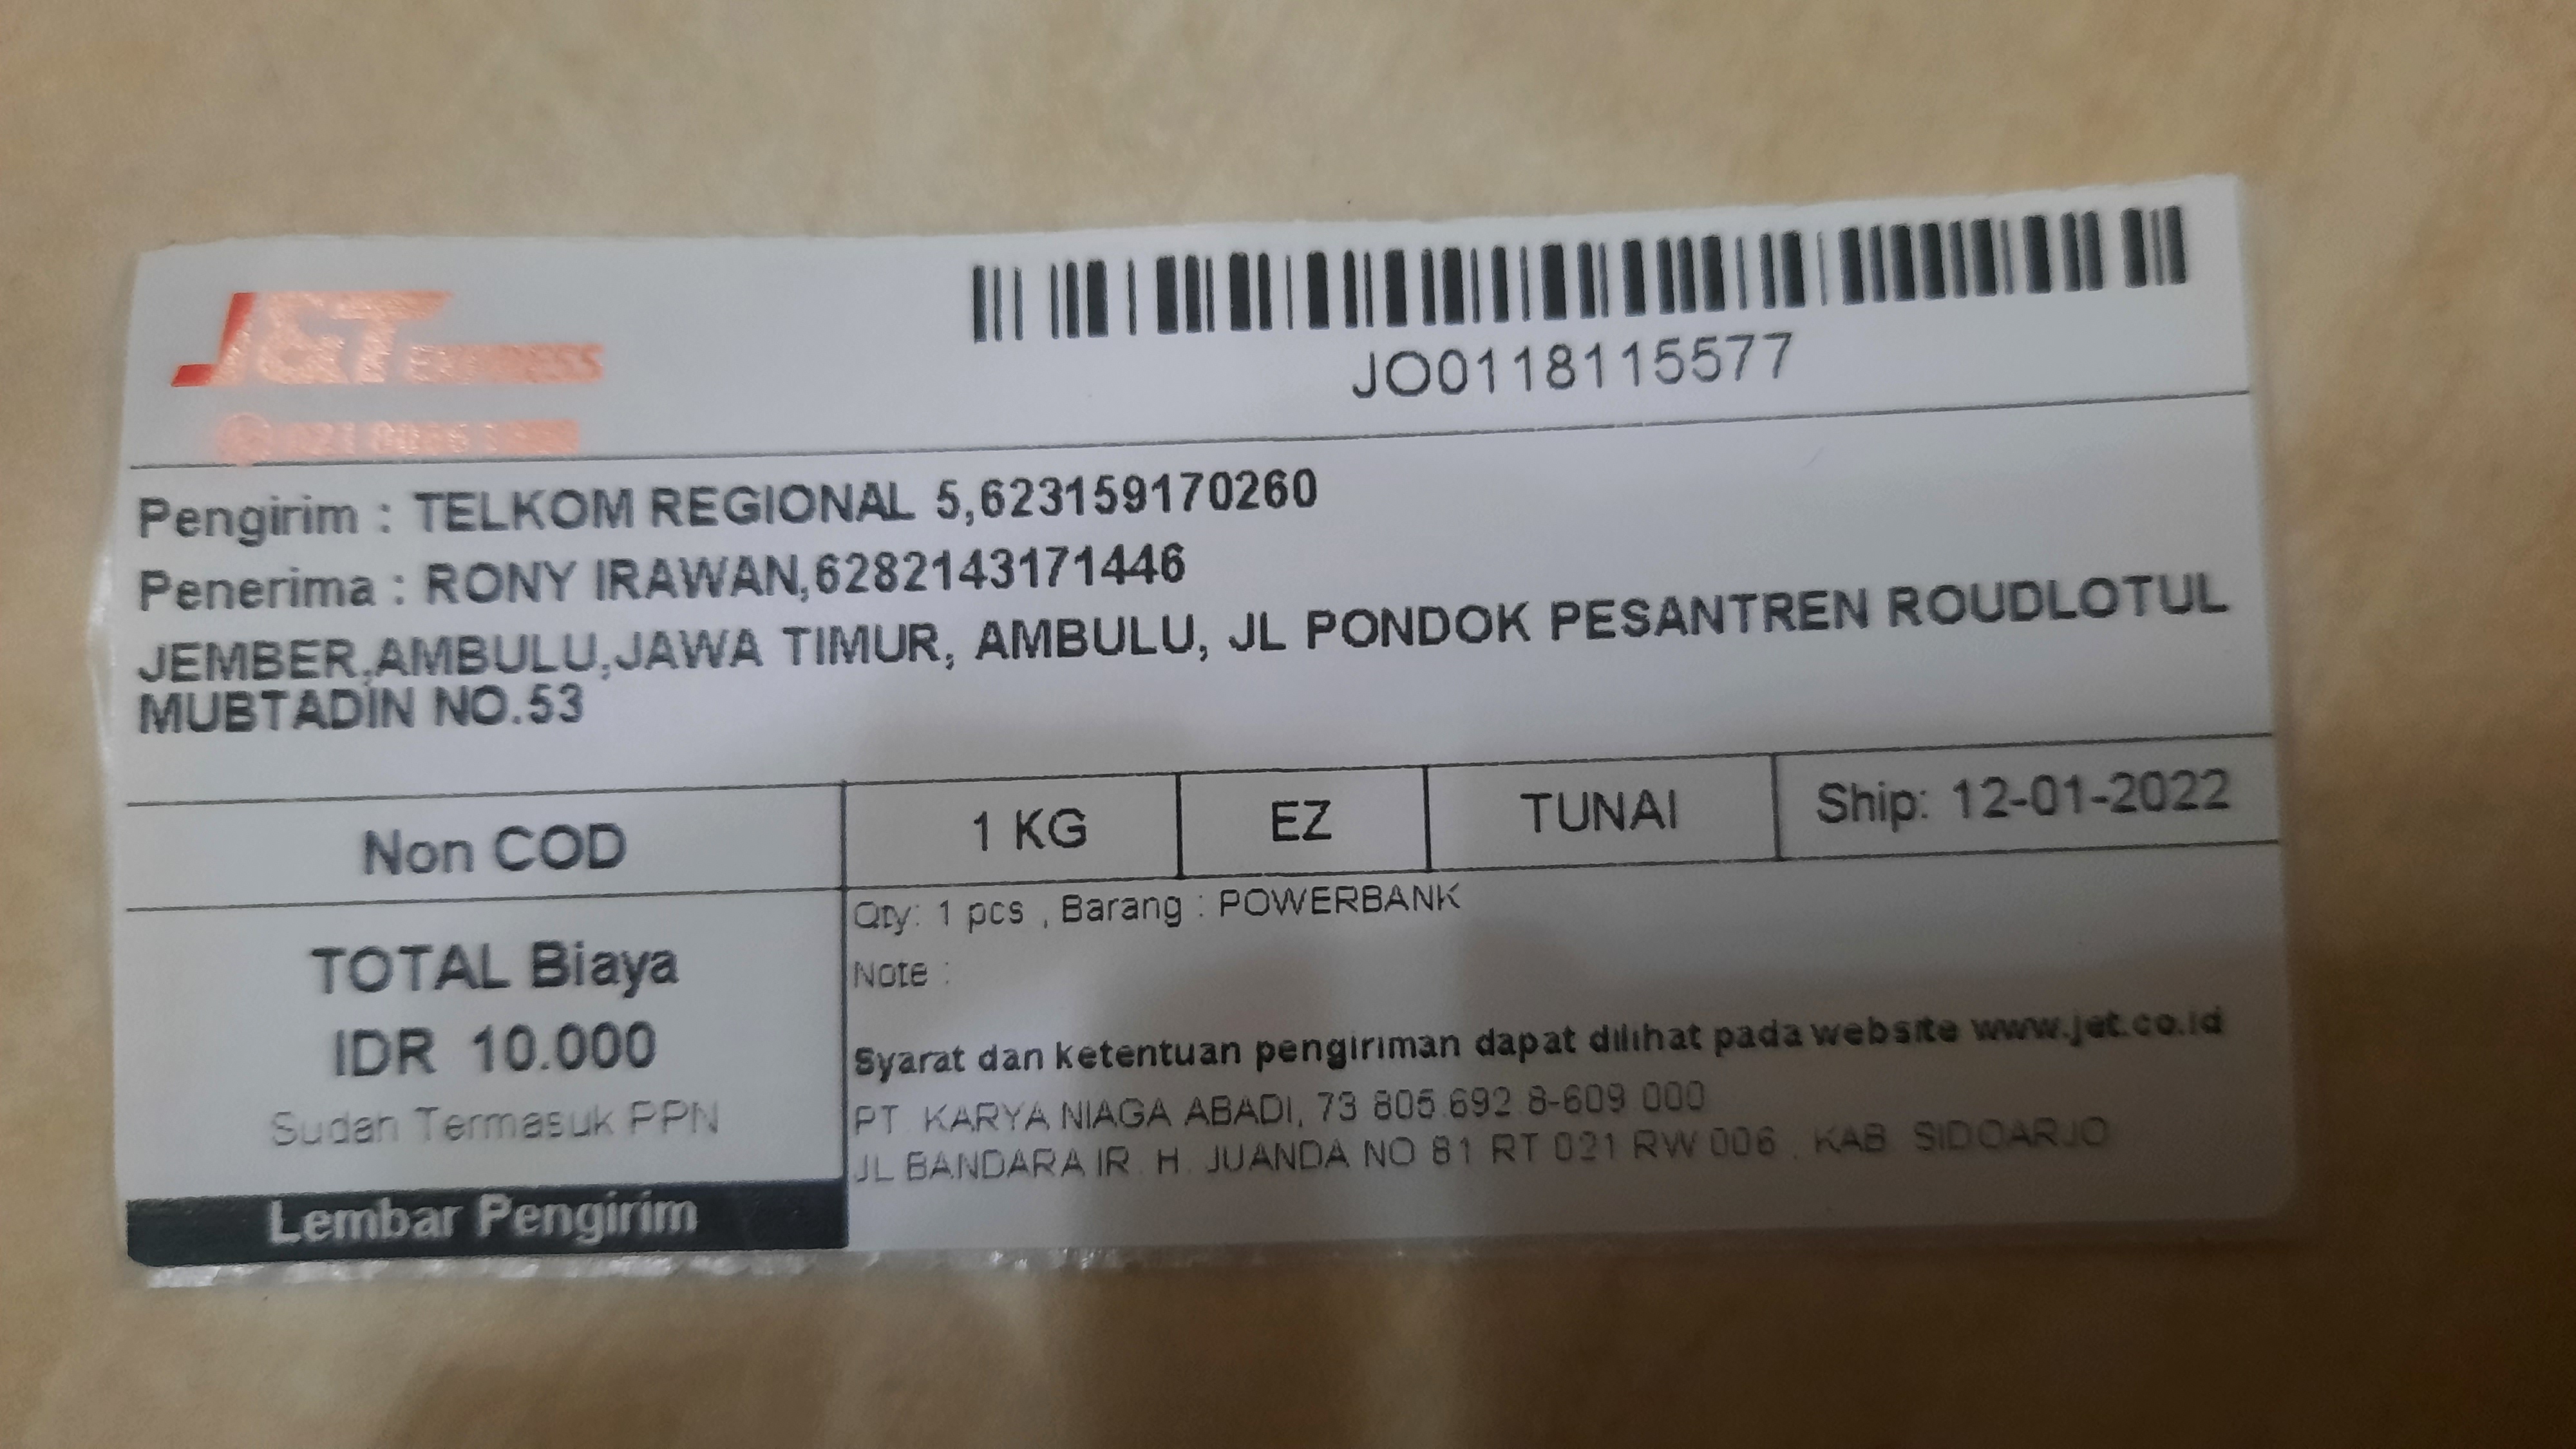 J&T EXPRESS
JO0118115577
Pengirim : TELKOM REGIONAL 5,623159170260
Penerima : RONY IRAWAN,6282143171446
JEMBER,AMBULU,JAWA TIMUR, AMBULU, JL PONDOK PESANTREN ROUDLOTUL
MUBTADIN NO.53
Non COD 1 KG EZ TUNAI Ship: 12-01-2022
TOTAL Biaya
IDR 10.000
Sudah Termasuk PPN
Lembar Pengirim
Qty: 1 pcs , Barang : POWERBANK
Note :
Syarat dan ketentuan pengiriman dapat dilihat pada website www.jet.co.id
PT. KARYA NIAGA ABADI, 73.805.692.8-609.000
JL BANDARA IR. H. JUANDA NO 81 RT 021 RW 006 . KAB. SIDOARJO